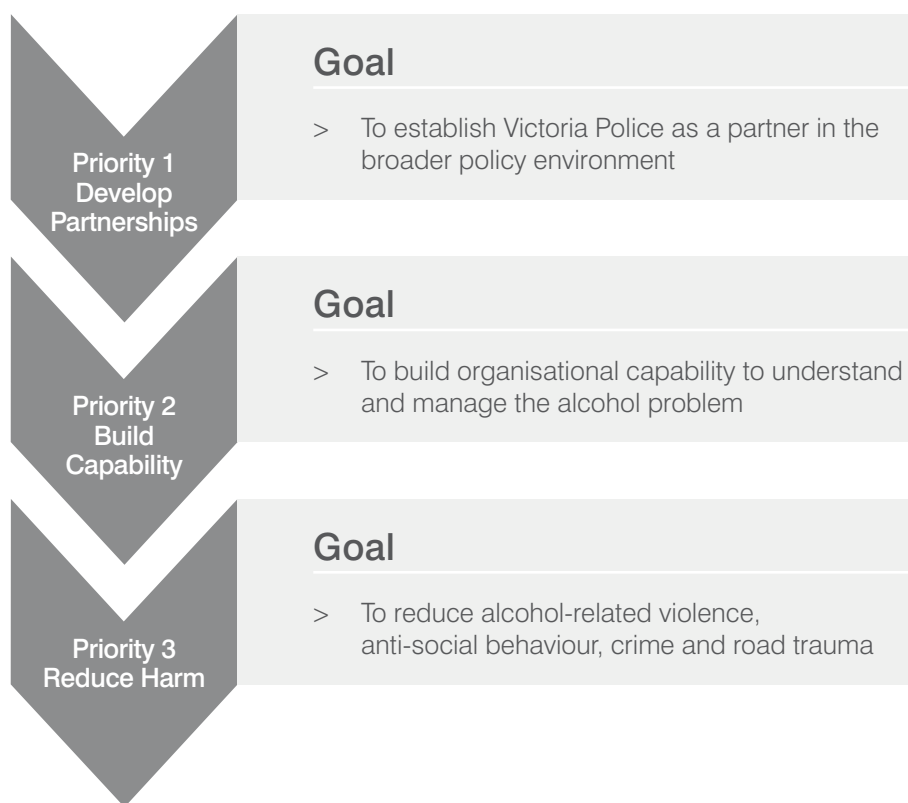 Priority 1
Develop
Partnerships
Goal
> To establish Victoria Police as a partner in the
broader policy environment
Priority 2
Build
Capability
Goal
> To build organisational capability to understand
and manage the alcohol problem
Priority 3
Reduce Harm
Goal
> To reduce alcohol-related violence,
anti-social behaviour, crime and road trauma